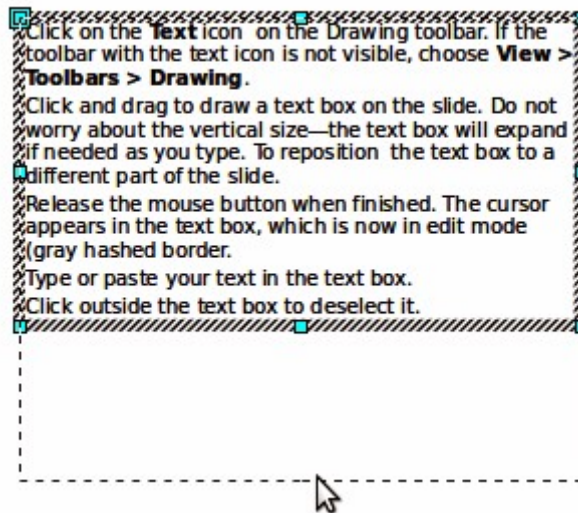 Click on the Text icon  on the Drawing toolbar. If the
toolbar with the text icon is not visible, choose View >
Toolbars > Drawing.
Click and drag to draw a text box on the slide. Do not
worry about the vertical size—the text box will expand
if needed as you type. To reposition  the text box to a
different part of the slide.
Release the mouse button when finished. The cursor
appears in the text box, which is now in edit mode
(gray hashed border.
Type or paste your text in the text box.
Click outside the text box to deselect it.